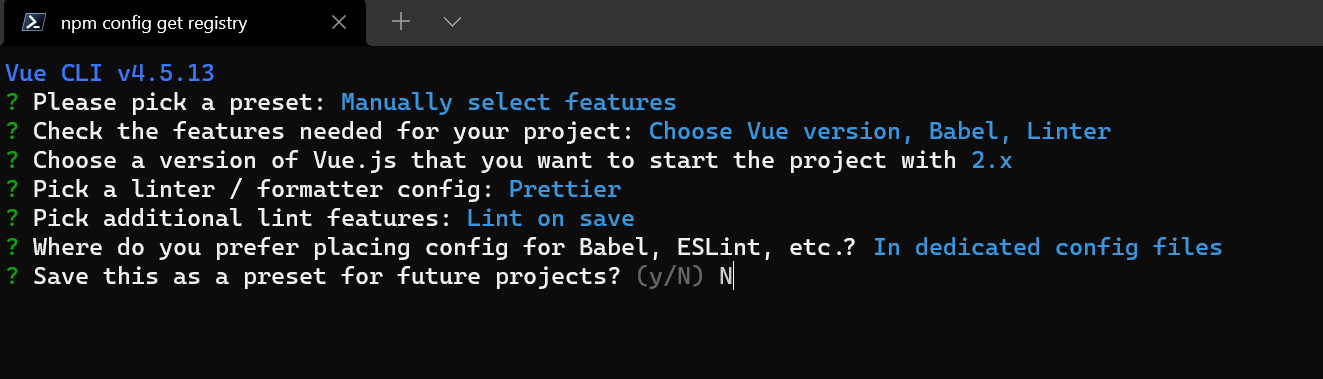 npm config get registry
Vue CLI v4.5.13
? Please pick a preset: Manually select features
? Check the features needed for your project: Choose Vue version, Babel, Linter
? Choose a version of Vue.js that you want to start the project with 2.x
? Pick a linter / formatter config: Prettier
? Pick additional lint features: Lint on save
? Where do you prefer placing config for Babel, ESLint, etc.? In dedicated config files
? Save this as a preset for future projects? (y/N) N